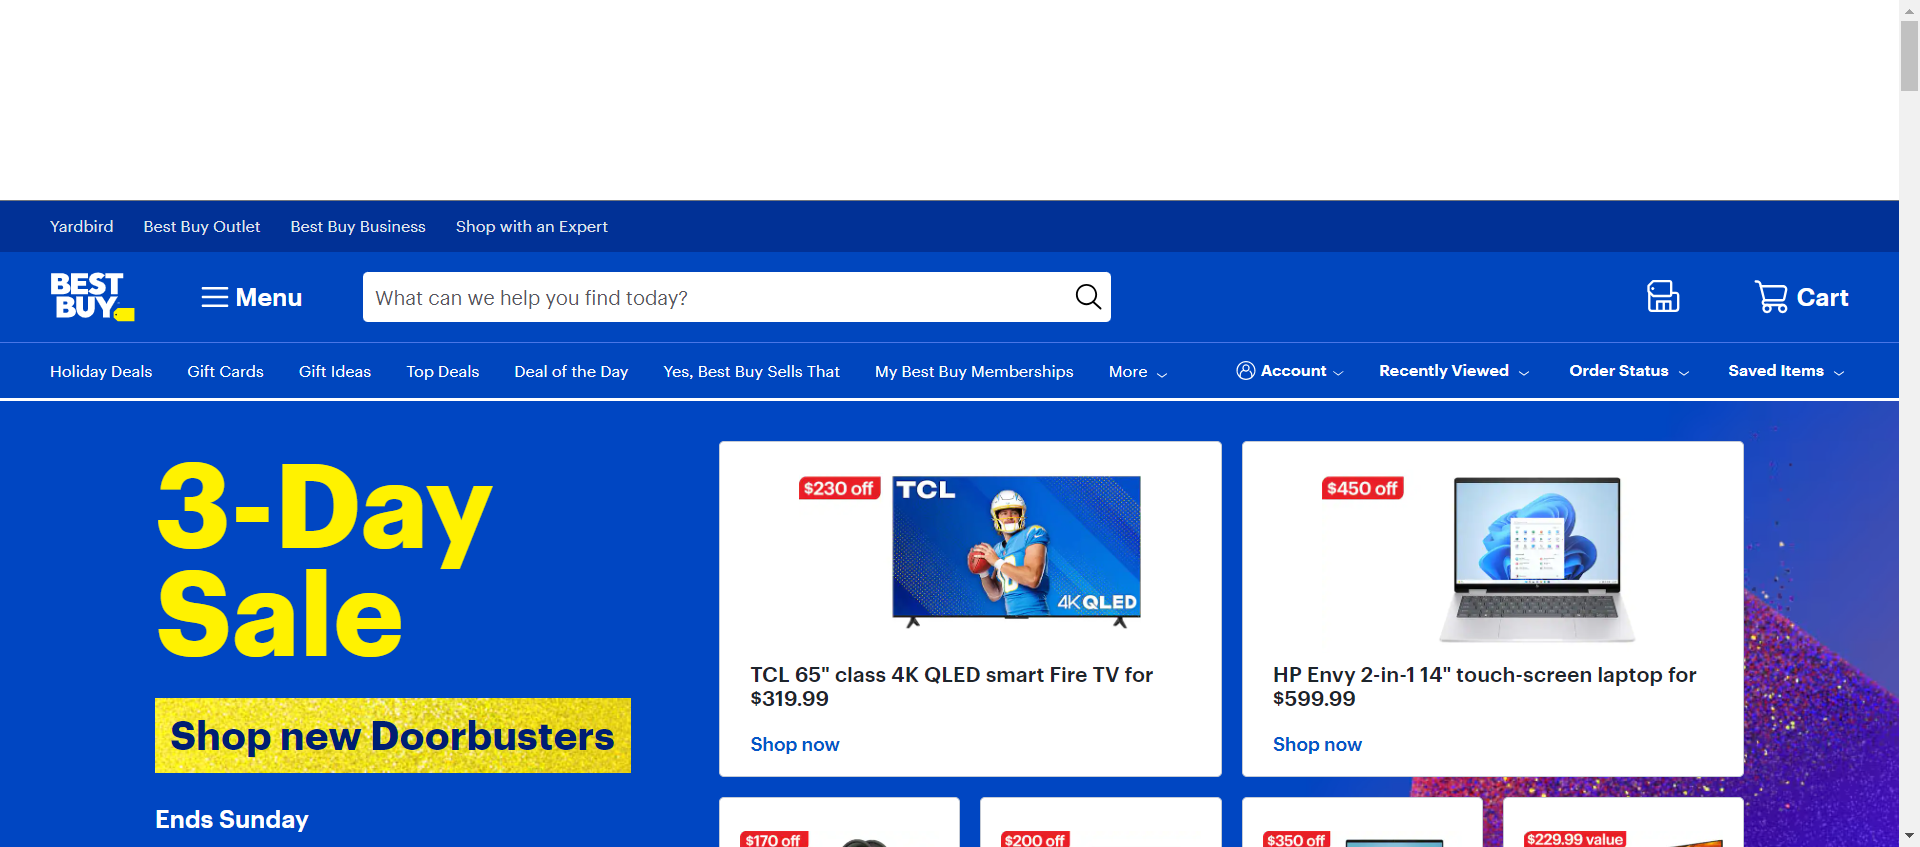 Yardbird Best Buy Outlet Best Buy Business Shop with an Expert
BEST
BUY
Menu
What can we help you find today?
Cart
Holiday Deals Gift Cards Gift Ideas Top Deals Deal of the Day Yes, Best Buy Sells That My Best Buy Memberships More Account Recently Viewed Order Status Saved Items
3-Day
Sale
Shop new Doorbusters
Ends Sunday
$230 off
TCL
4K QLED
TCL 65" class 4K QLED smart Fire TV for
$319.99
Shop now
$450 off
HP Envy 2-in-1 14" touch-screen laptop for
$599.99
Shop now
$170 off
$200 off
$350 off
$229.99 value